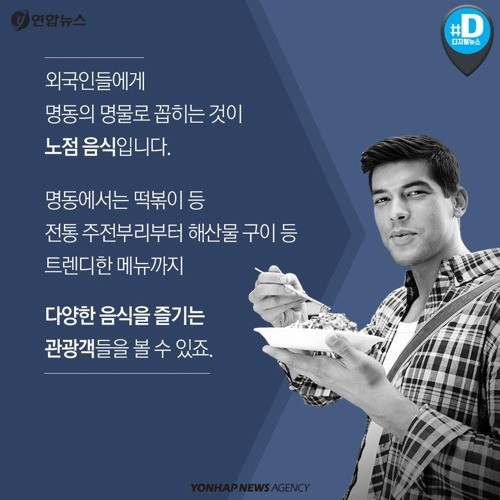 연합뉴스
#D
디지털뉴스
외국인들에게
명동의 명물로 꼽히는 것이
노점 음식입니다.
명동에서는 떡볶이 등
전통 주전부리부터 해산물 구이 등
트렌디한 메뉴까지
다양한 음식을 즐기는
관광객들을 볼 수 있죠.
YONHAP NEWS AGENCY